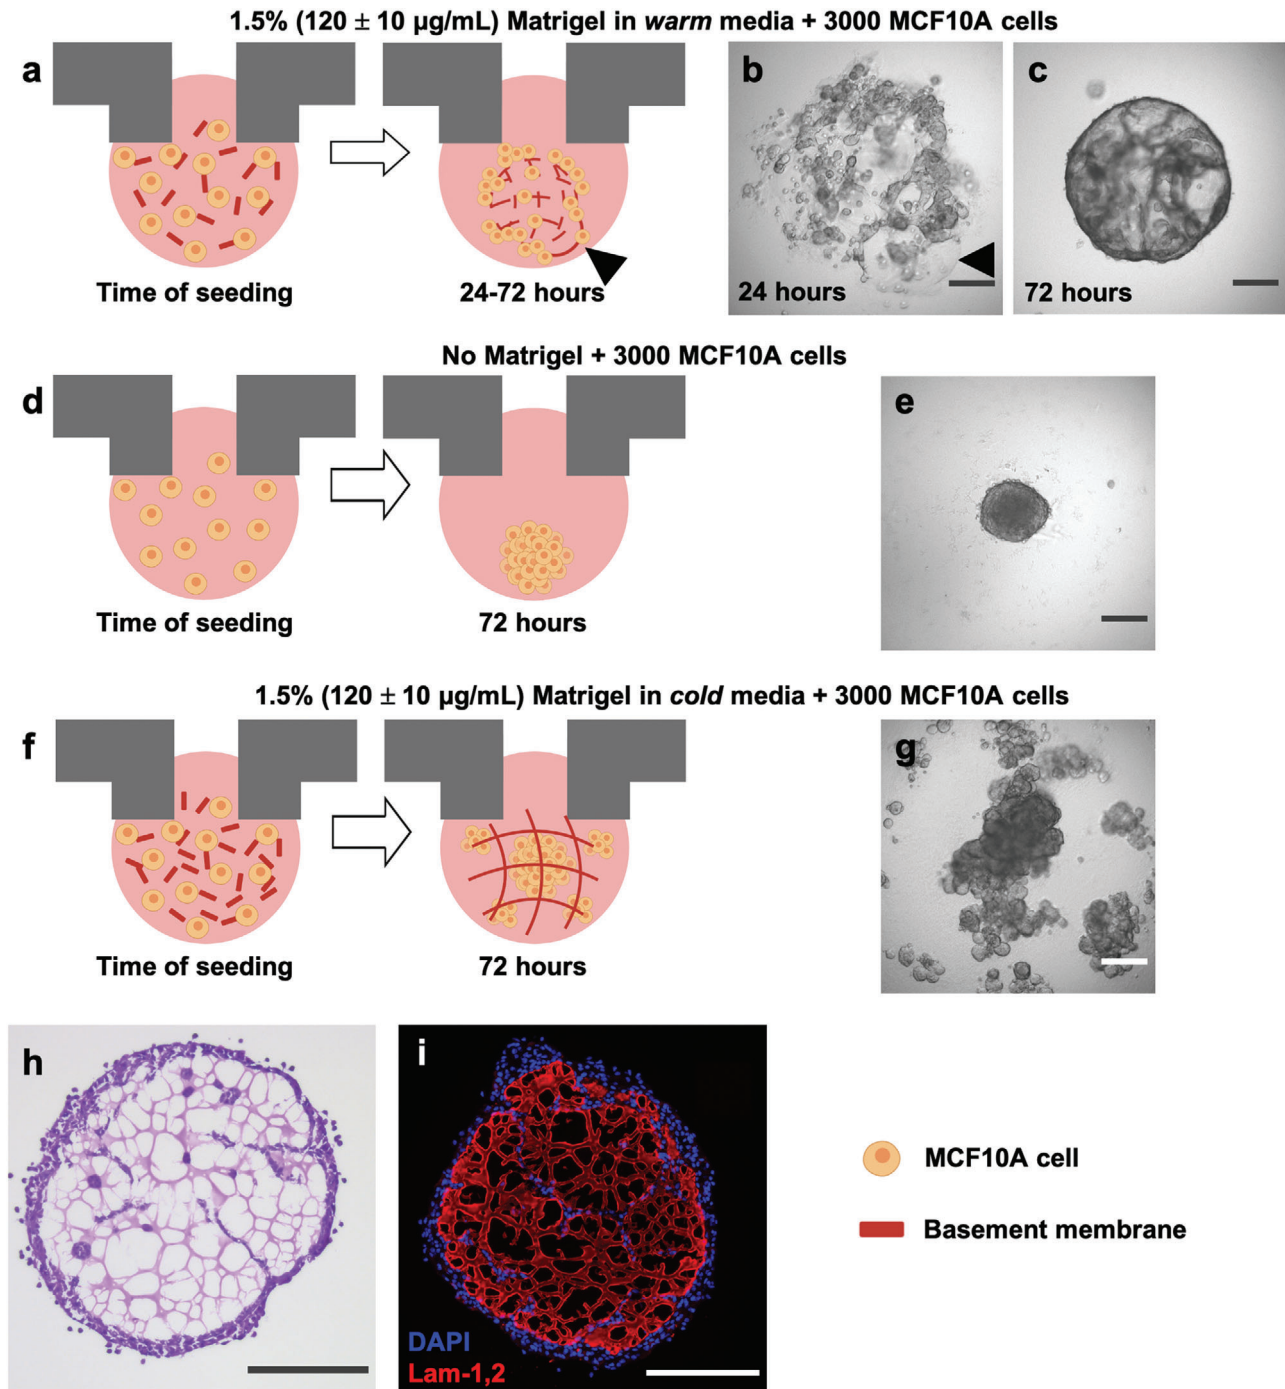 1.5% (120 ± 10 µg/mL) Matrigel in warm media + 3000 MCF10A cells
a
b
c
Time of seeding
24-72 hours
24 hours
72 hours
No Matrigel + 3000 MCF10A cells
d
e
Time of seeding
72 hours
1.5% (120 ± 10 µg/mL) Matrigel in cold media + 3000 MCF10A cells
f
g
Time of seeding
72 hours
h
i
MCF10A cell
Basement membrane
DAPI
Lam-1,2